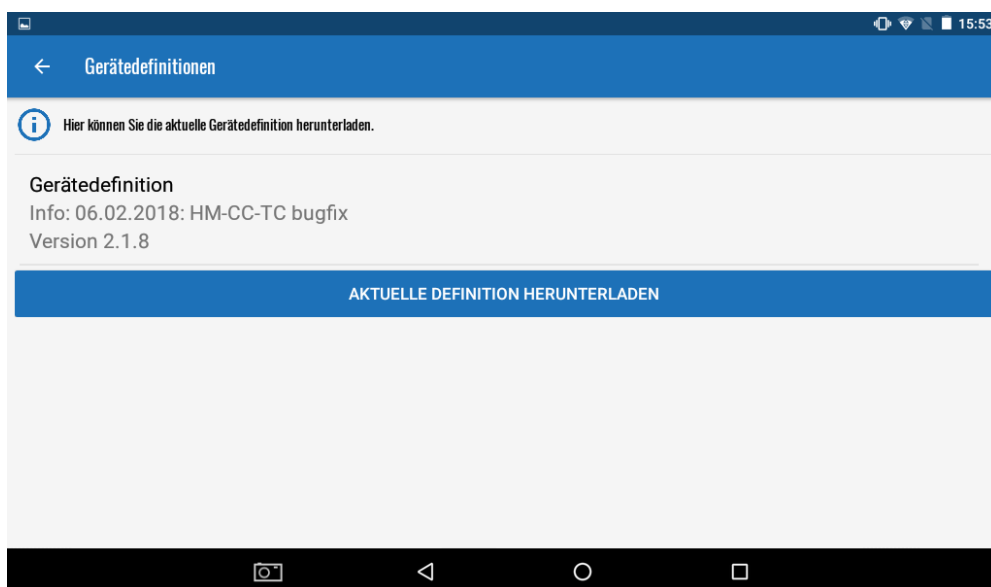 15:53
Gerätedefinitionen
Hier können Sie die aktuelle Gerätedefinition herunterladen.
Gerätedefinition
Info: 06.02.2018: HM-CC-TC bugfix
Version 2.1.8
AKTUELLE DEFINITION HERUNTERLADEN